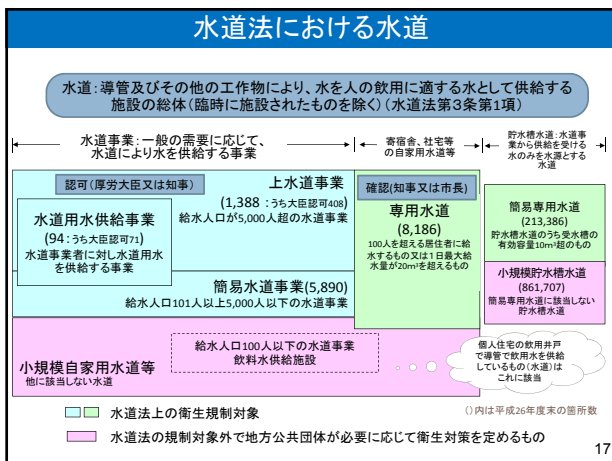 水道法における水道
水道：導管及びその他の工作物により、水を人の飲用に適する水として供給する
施設の総体（臨時に施設されたものを除く）（水道法第３条第１項）
水道事業：一般の需要に応じて、
水道により水を供給する事業
寄宿舎、社宅等
の自家用水道等
貯水槽水道：水道事
業から供給を受ける
水のみを水源とする
水道
認可（厚労大臣又は知事）
上水道事業
（1,388 ：うち大臣認可408）
給水人口が5,000人超の水道事業
水道用水供給事業
（94：うち大臣認可71）
水道事業者に対し水道用水
を供給する事業
簡易水道事業（5,890）
給水人口101人以上5,000人以下の水道事業
確認（知事又は市長）
専用水道
（8,186）
100人を超える居住者に給
水するもの又は１日最大給
水量が20m³を超えるもの
簡易専用水道
（213,386）
貯水槽水道のうち受水槽の
有効容量10m³超のもの
小規模貯水槽水道
（861,707）
簡易専用水道に該当しない
貯水槽水道
給水人口100人以下の水道事業
飲料水供給施設
小規模自家用水道等
他に該当しない水道
個人住宅の飲用井戸
で導管で飲用水を供給
しているもの（水道）は
これに該当
水道法上の衛生規制対象
（）内は平成26年度末の箇所数
水道法の規制対象外で地方公共団体が必要に応じて衛生対策を定めるもの
17